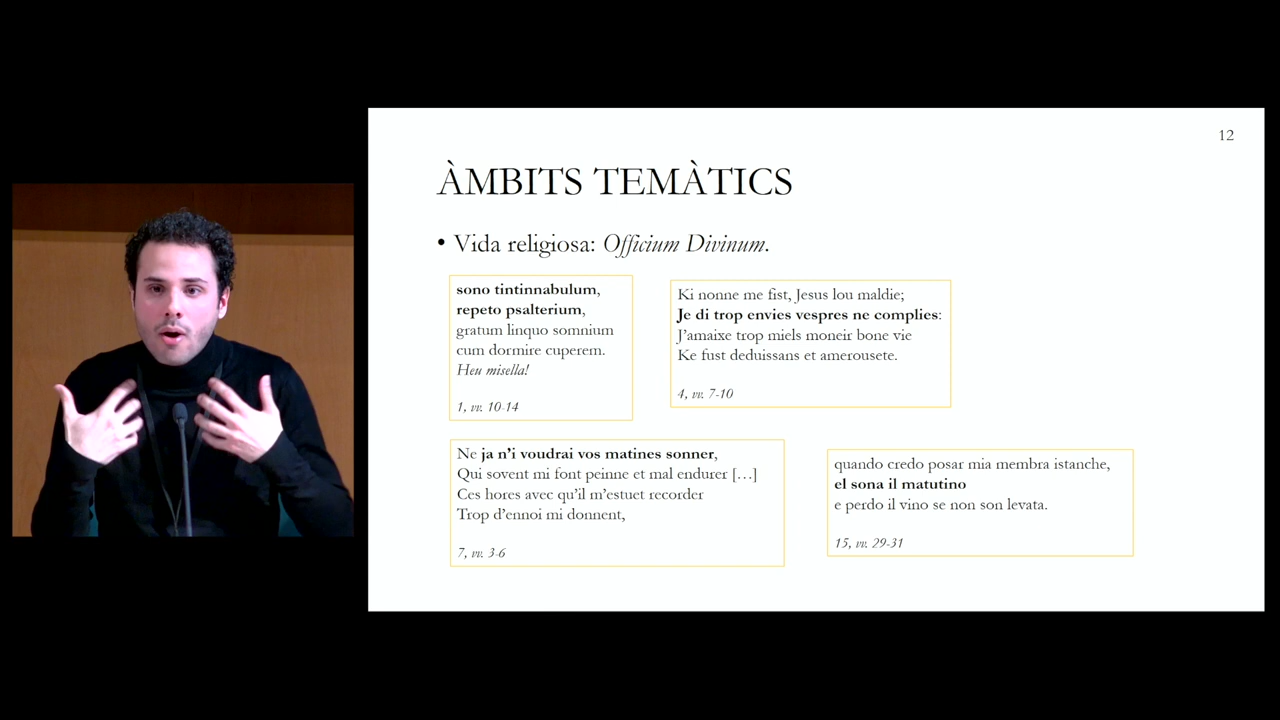 12
ÀMBITS TEMÀTICS
• Vida religiosa: Officium Divinum.
sono tintinnabulum,
repeto psalterium,
gratum linquo somnium
cum dormire cuperem.
Heu misella!
1, vv. 10-14
Ki nonne me fist, Jesus lou maldie;
Je di trop envies vespres ne complies:
J'amaixe trop miels moneir bone vie
Ke fust deduissans et amerousete.
4, vv. 7-10
Ne ja n'i voudrai vos matines sonner,
Qui sovent mi font peinne et mal endurer […]
Ces hores avec qu'il m'estuet recorder
Trop d'ennoi mi donnent,
7, vv. 3-6
quando credo posar mia membra istanche,
el sona il matutino
e perdo il vino se non son levata.
15, vv. 29-31